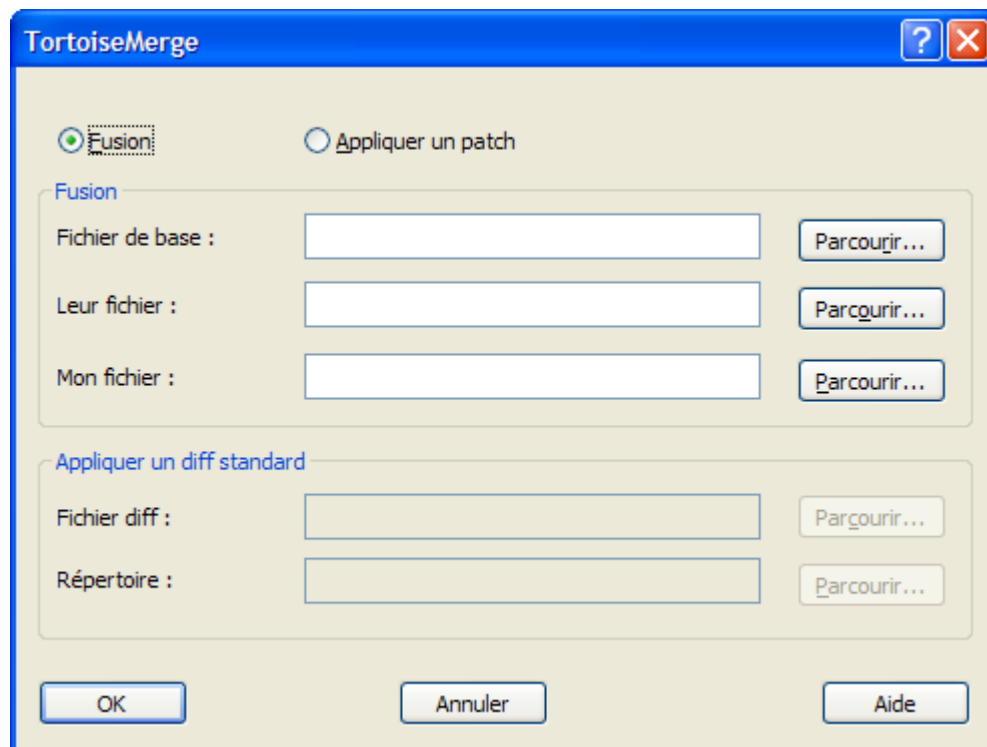 TortoiseMerge
Fusion Appliquer un patch
Fusion
Fichier de base : Parcourir...
Leur fichier : Parcourir...
Mon fichier : Parcourir...
Appliquer un diff standard
Fichier diff : Parcourir...
Répertoire : Parcourir...
OK Annuler Aide